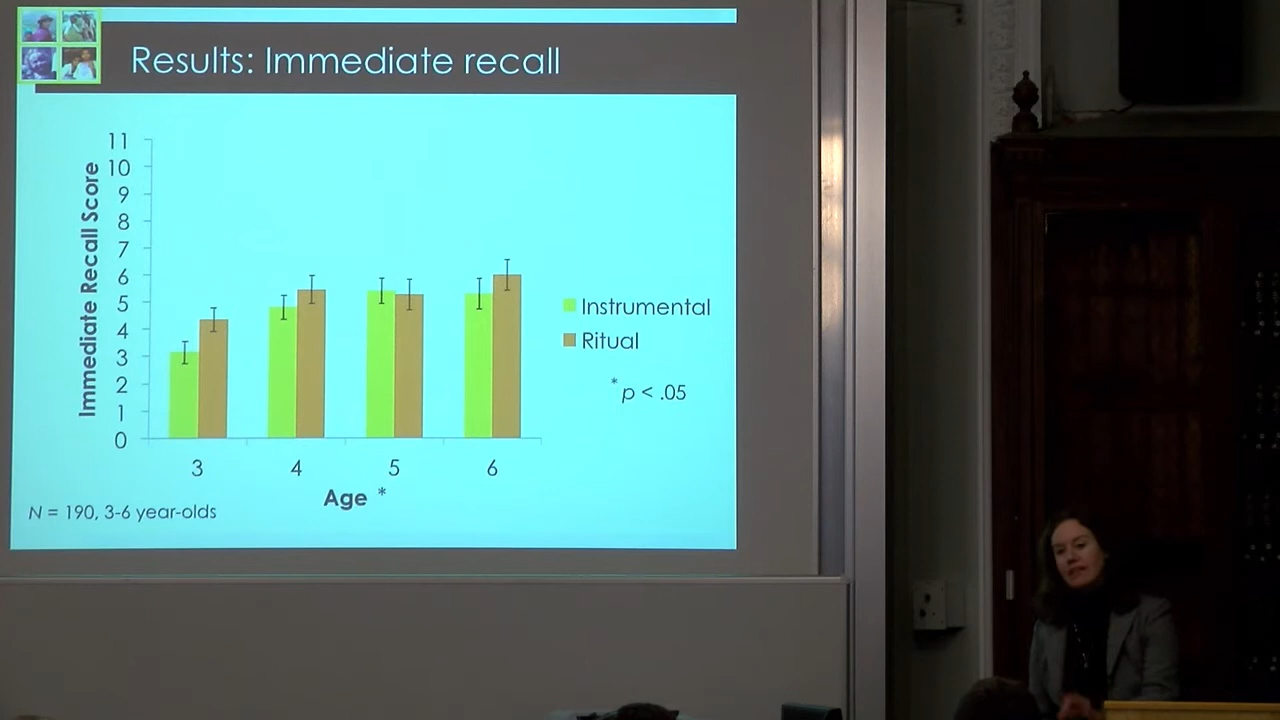 Results: Immediate recall
11
10
9
8
7
6
5
4
3
2
1
0
Immediate Recall Score
3 4 5 6
Age *
Instrumental
Ritual
* p < .05
N = 190, 3-6 year-olds